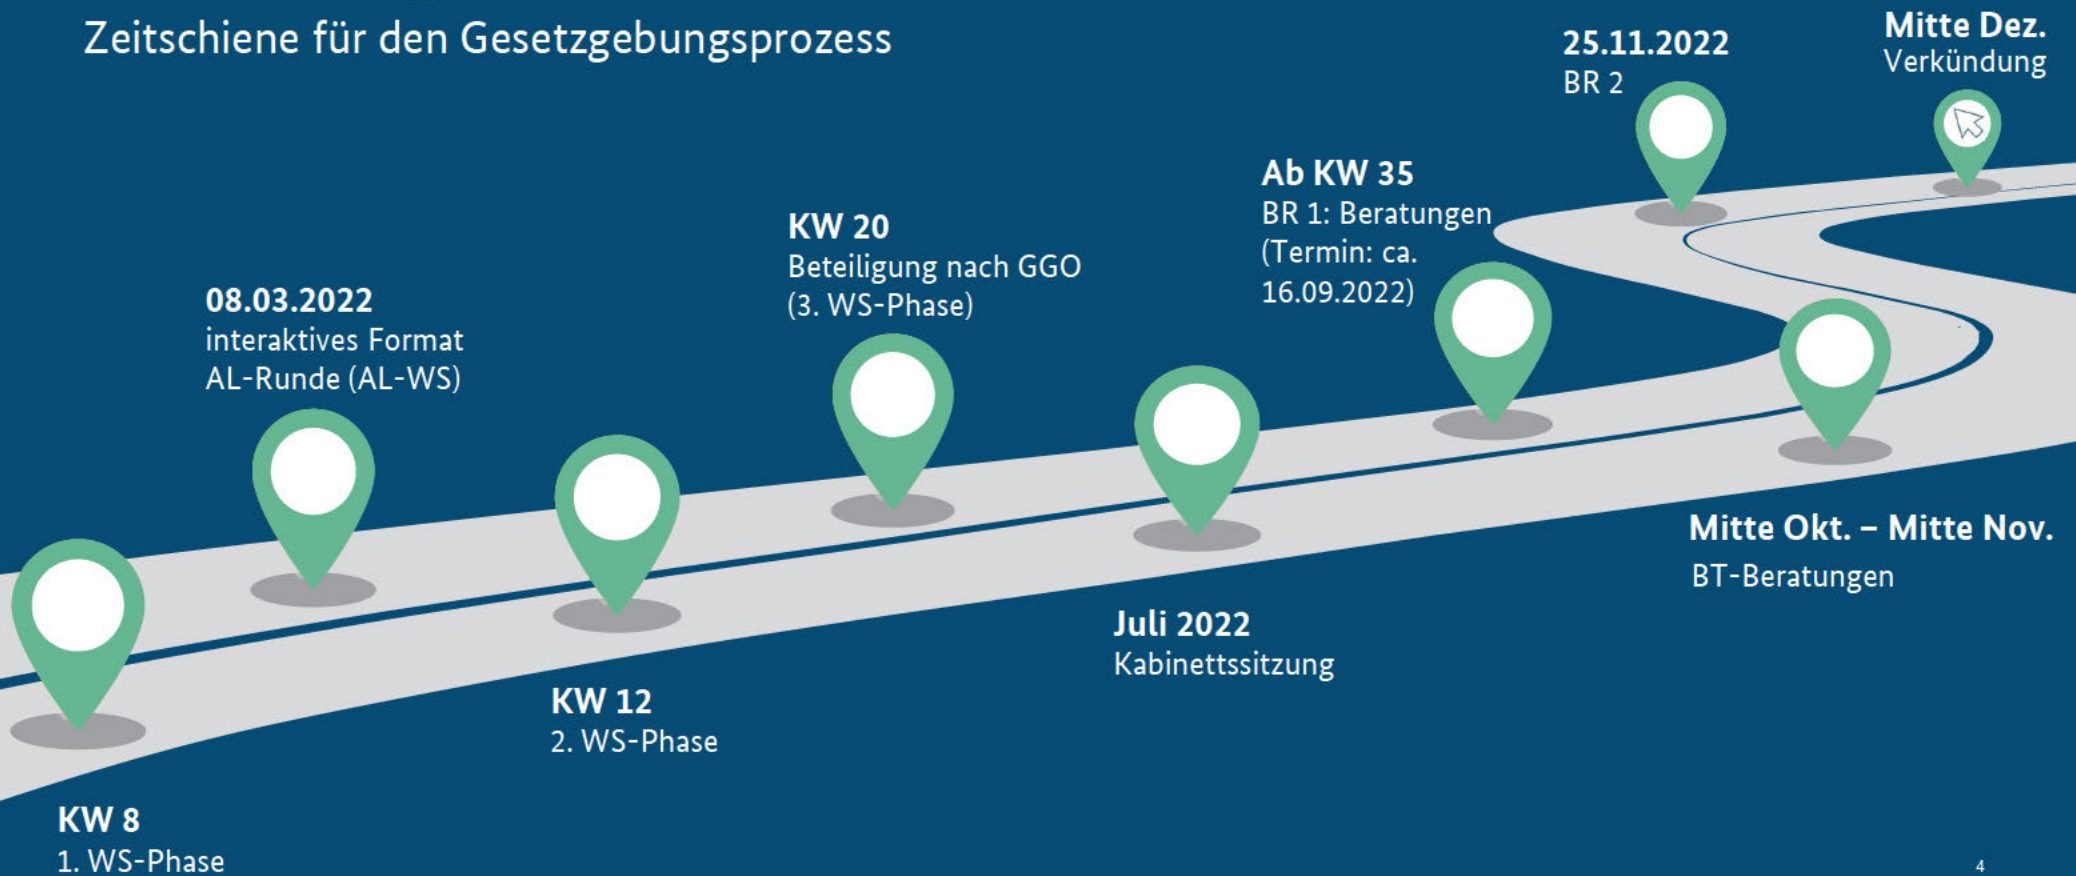 Zeitschiene für den Gesetzgebungsprozess
KW 8
1. WS-Phase
08.03.2022
interaktives Format
AL-Runde (AL-WS)
KW 12
2. WS-Phase
KW 20
Beteiligung nach GGO
(3. WS-Phase)
Juli 2022
Kabinettssitzung
Ab KW 35
BR 1: Beratungen
(Termin: ca.
16.09.2022)
Mitte Okt. – Mitte Nov.
BT-Beratungen
25.11.2022
BR 2
Mitte Dez.
Verkündung
4